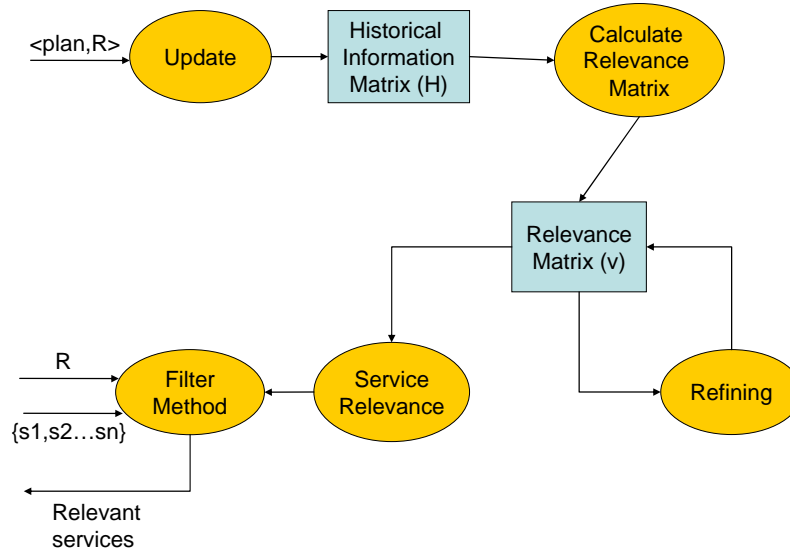 <plan,R>
Update
Historical
Information
Matrix (H)
Calculate
Relevance
Matrix
Relevance
Matrix (v)
R
{s1,s2…sn}
Filter
Method
Service
Relevance
Refining
Relevant
services